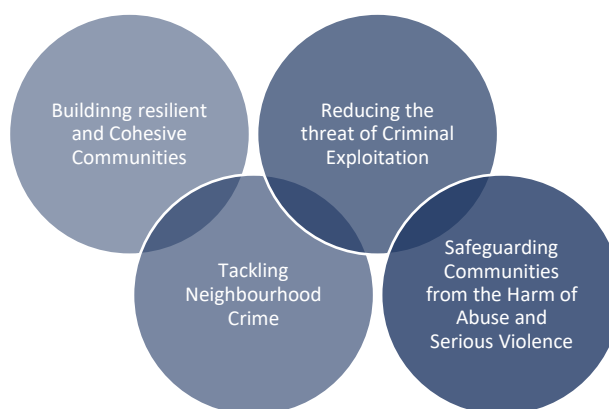 Buildinng resilient
and Cohesive
Communities
Reducing the
threat of Criminal
Exploitation
Tackling
Neighbourhood
Crime
Safeguarding
Communities
from the Harm of
Abuse and
Serious Violence